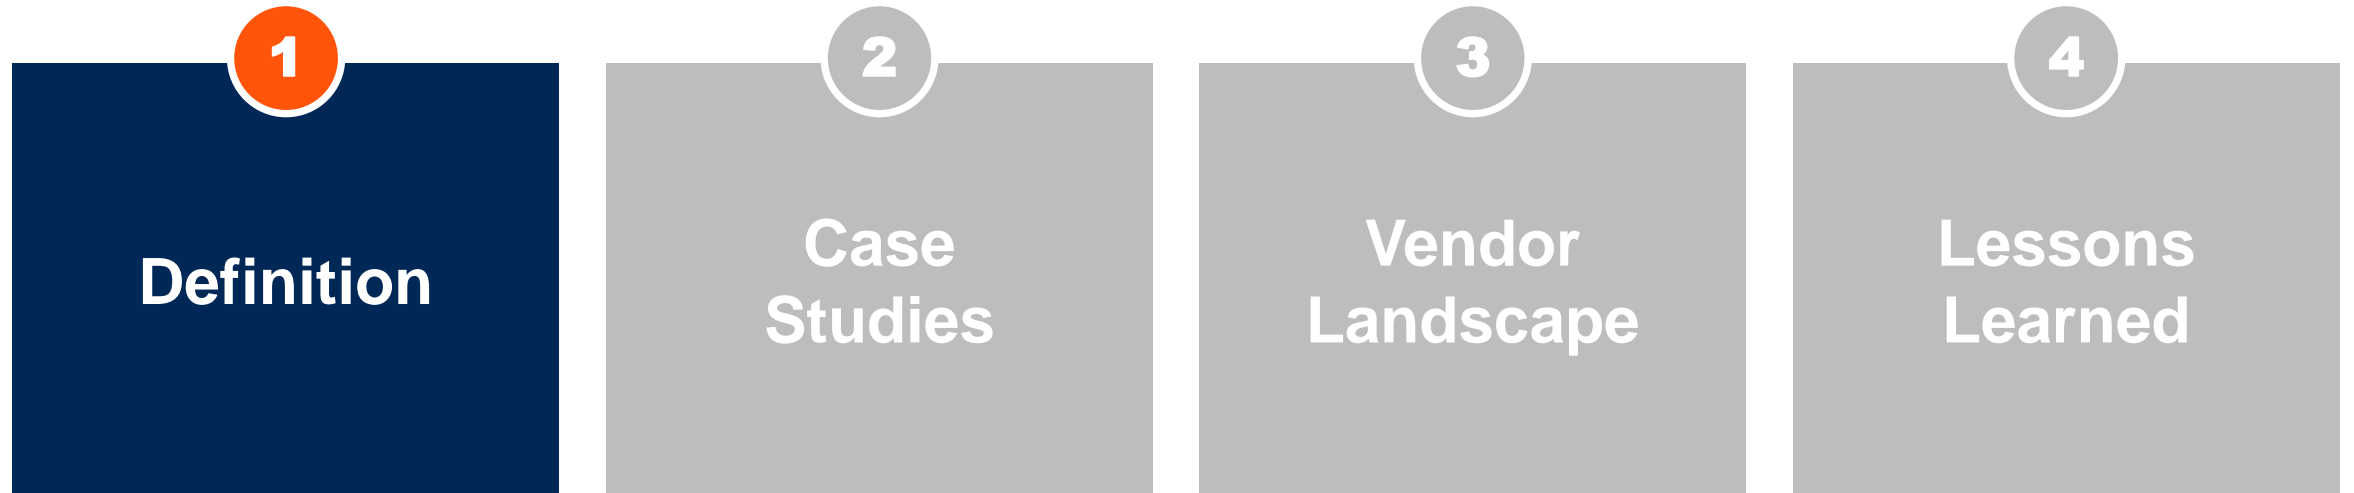 1
Definition
2
Case
Studies
3
Vendor
Landscape
4
Lessons
Learned